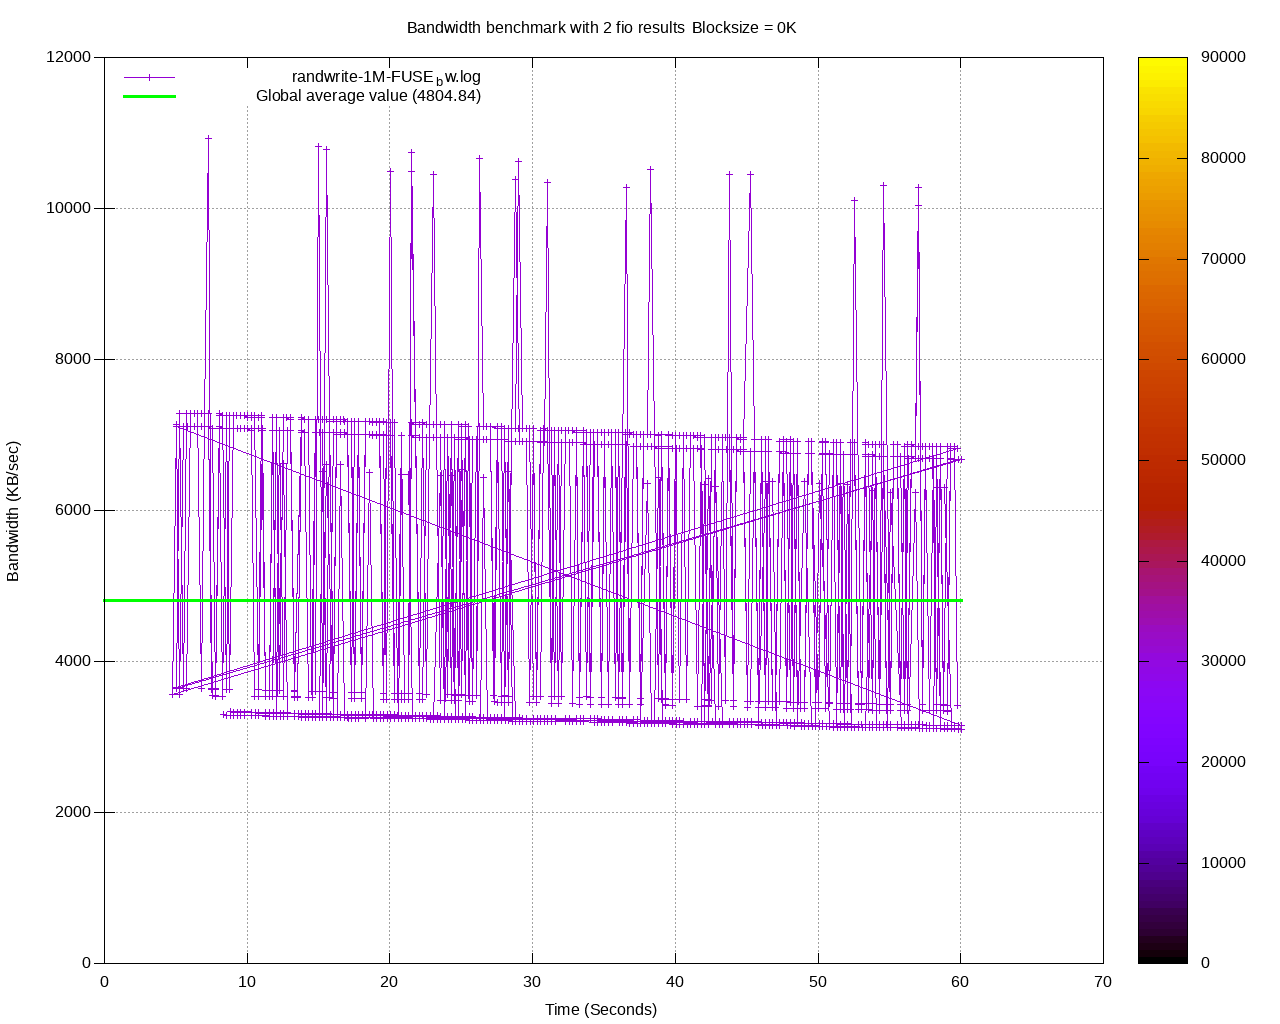 Bandwidth benchmark with 2 fio results Blocksize = 0K
randwrite-1M-FUSE_bw.log
Global average value (4804.84)
Bandwidth (KB/sec)
12000
10000
8000
6000
4000
2000
0
0 10 20 30 40 50 60 70
Time (Seconds)
90000
80000
70000
60000
50000
40000
30000
20000
10000
0